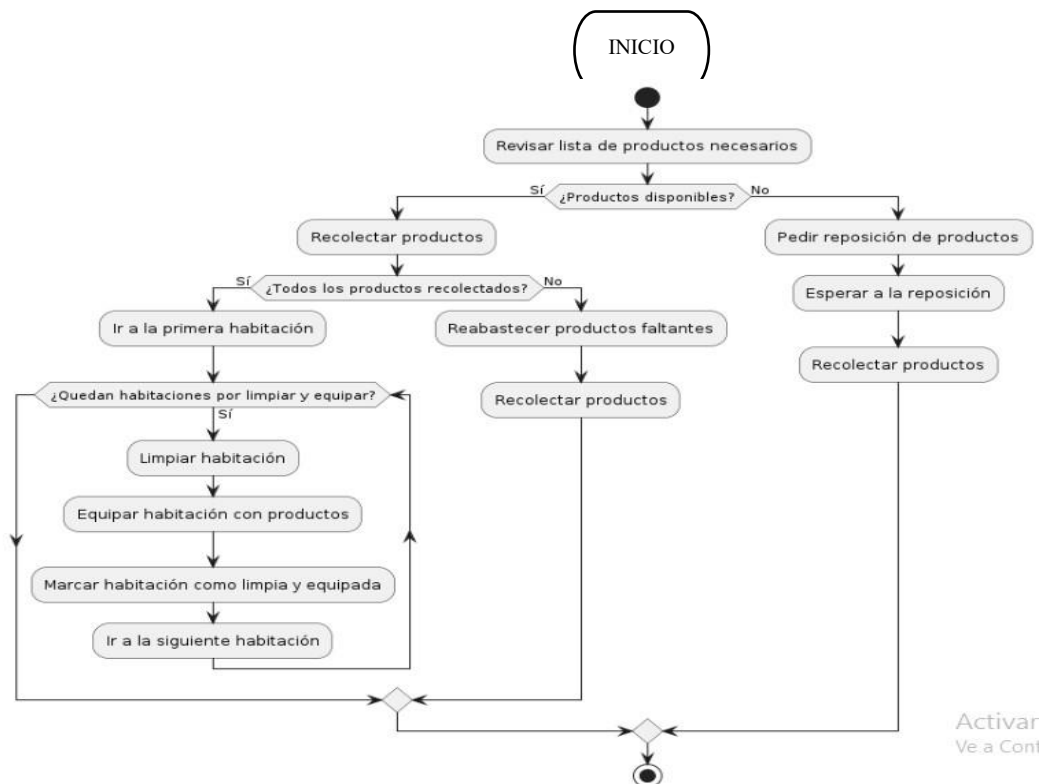 INICIO
Revisar lista de productos necesarios
Sí
¿Productos disponibles?
No
Recolectar productos
Pedir reposición de productos
Sí
¿Todos los productos recolectados?
No
Esperar a la reposición
Ir a la primera habitación
Reabastecer productos faltantes
Recolectar productos
¿Quedan habitaciones por limpiar y equipar?
Recolectar productos
Sí
Limpiar habitación
Equipar habitación con productos
Marcar habitación como limpia y equipada
Ir a la siguiente habitación
Activar
Ve a Conf